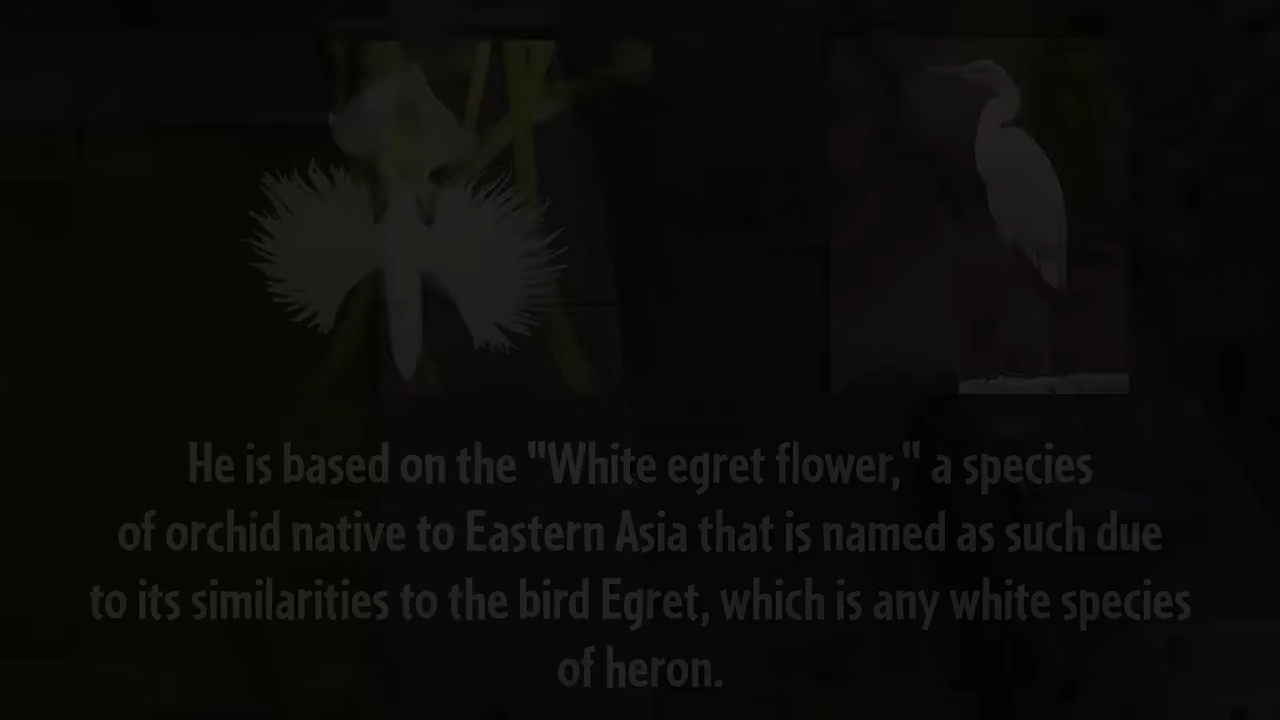 He is based on the "White egret flower," a species
of orchid native to Eastern Asia that is named as such due
to its similarities to the bird Egret, which is any white species
of heron.